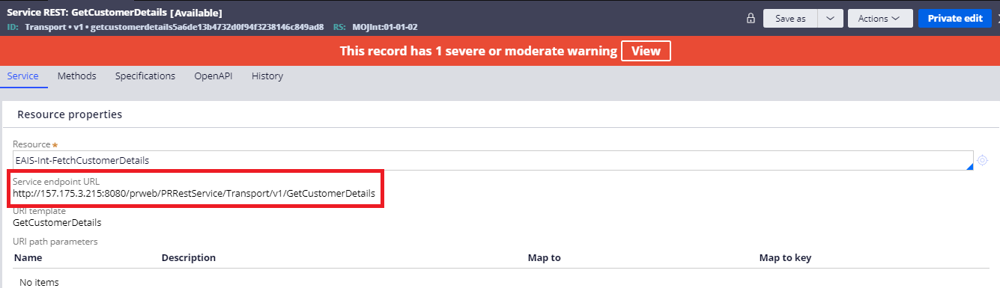 Service REST: GetCustomerDetails [Available]
ID: Transport • v1 • getcustomerdetails5a6de13b4732d0f94f3238146c849ad8 RS: MOJInt:01-01-02
Save as Actions Private edit
This record has 1 severe or moderate warning View
Service Methods Specifications OpenAPI History
Resource properties
Resource★
EAIS-Int-FetchCustomerDetails
Service endpoint URL
http://157.175.3.215:8080/prweb/PRRestService/Transport/v1/GetCustomerDetails
URI template
GetCustomerDetails
URI path parameters
Name Description Map to Map to key
No items